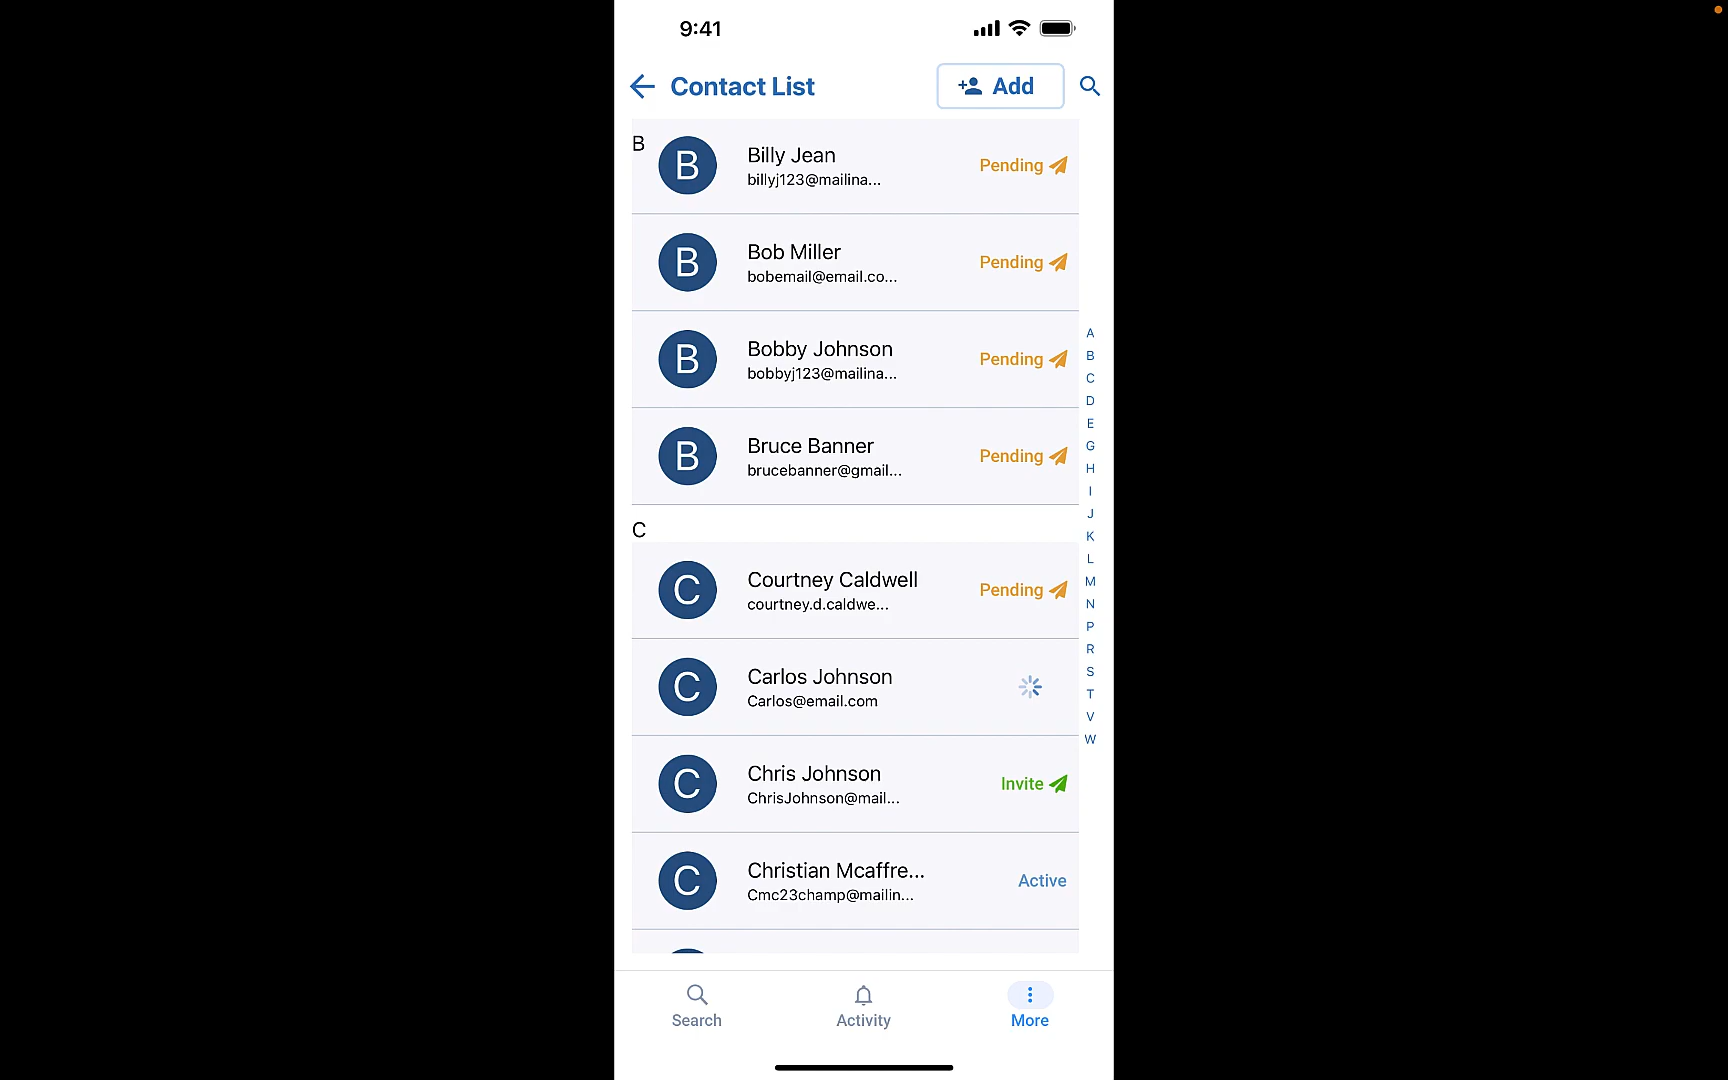 9:41
Contact List
Add
B
B
Billy Jean
billyj123@mailina...
Pending
B
Bob Miller
bobemail@email.co...
Pending
B
Bobby Johnson
bobbyj123@mailina...
Pending
B
Bruce Banner
brucebanner@gmail...
Pending
C
C
Courtney Caldwell
courtney.d.caldwe...
Pending
C
Carlos Johnson
Carlos@email.com
C
Chris Johnson
ChrisJohnson@mail...
Invite
C
Christian Mcaffre...
Cmc23champ@mailin...
Active
A
B
C
D
E
G
H
I
J
K
L
M
N
P
R
S
T
V
W
Search
Activity
More